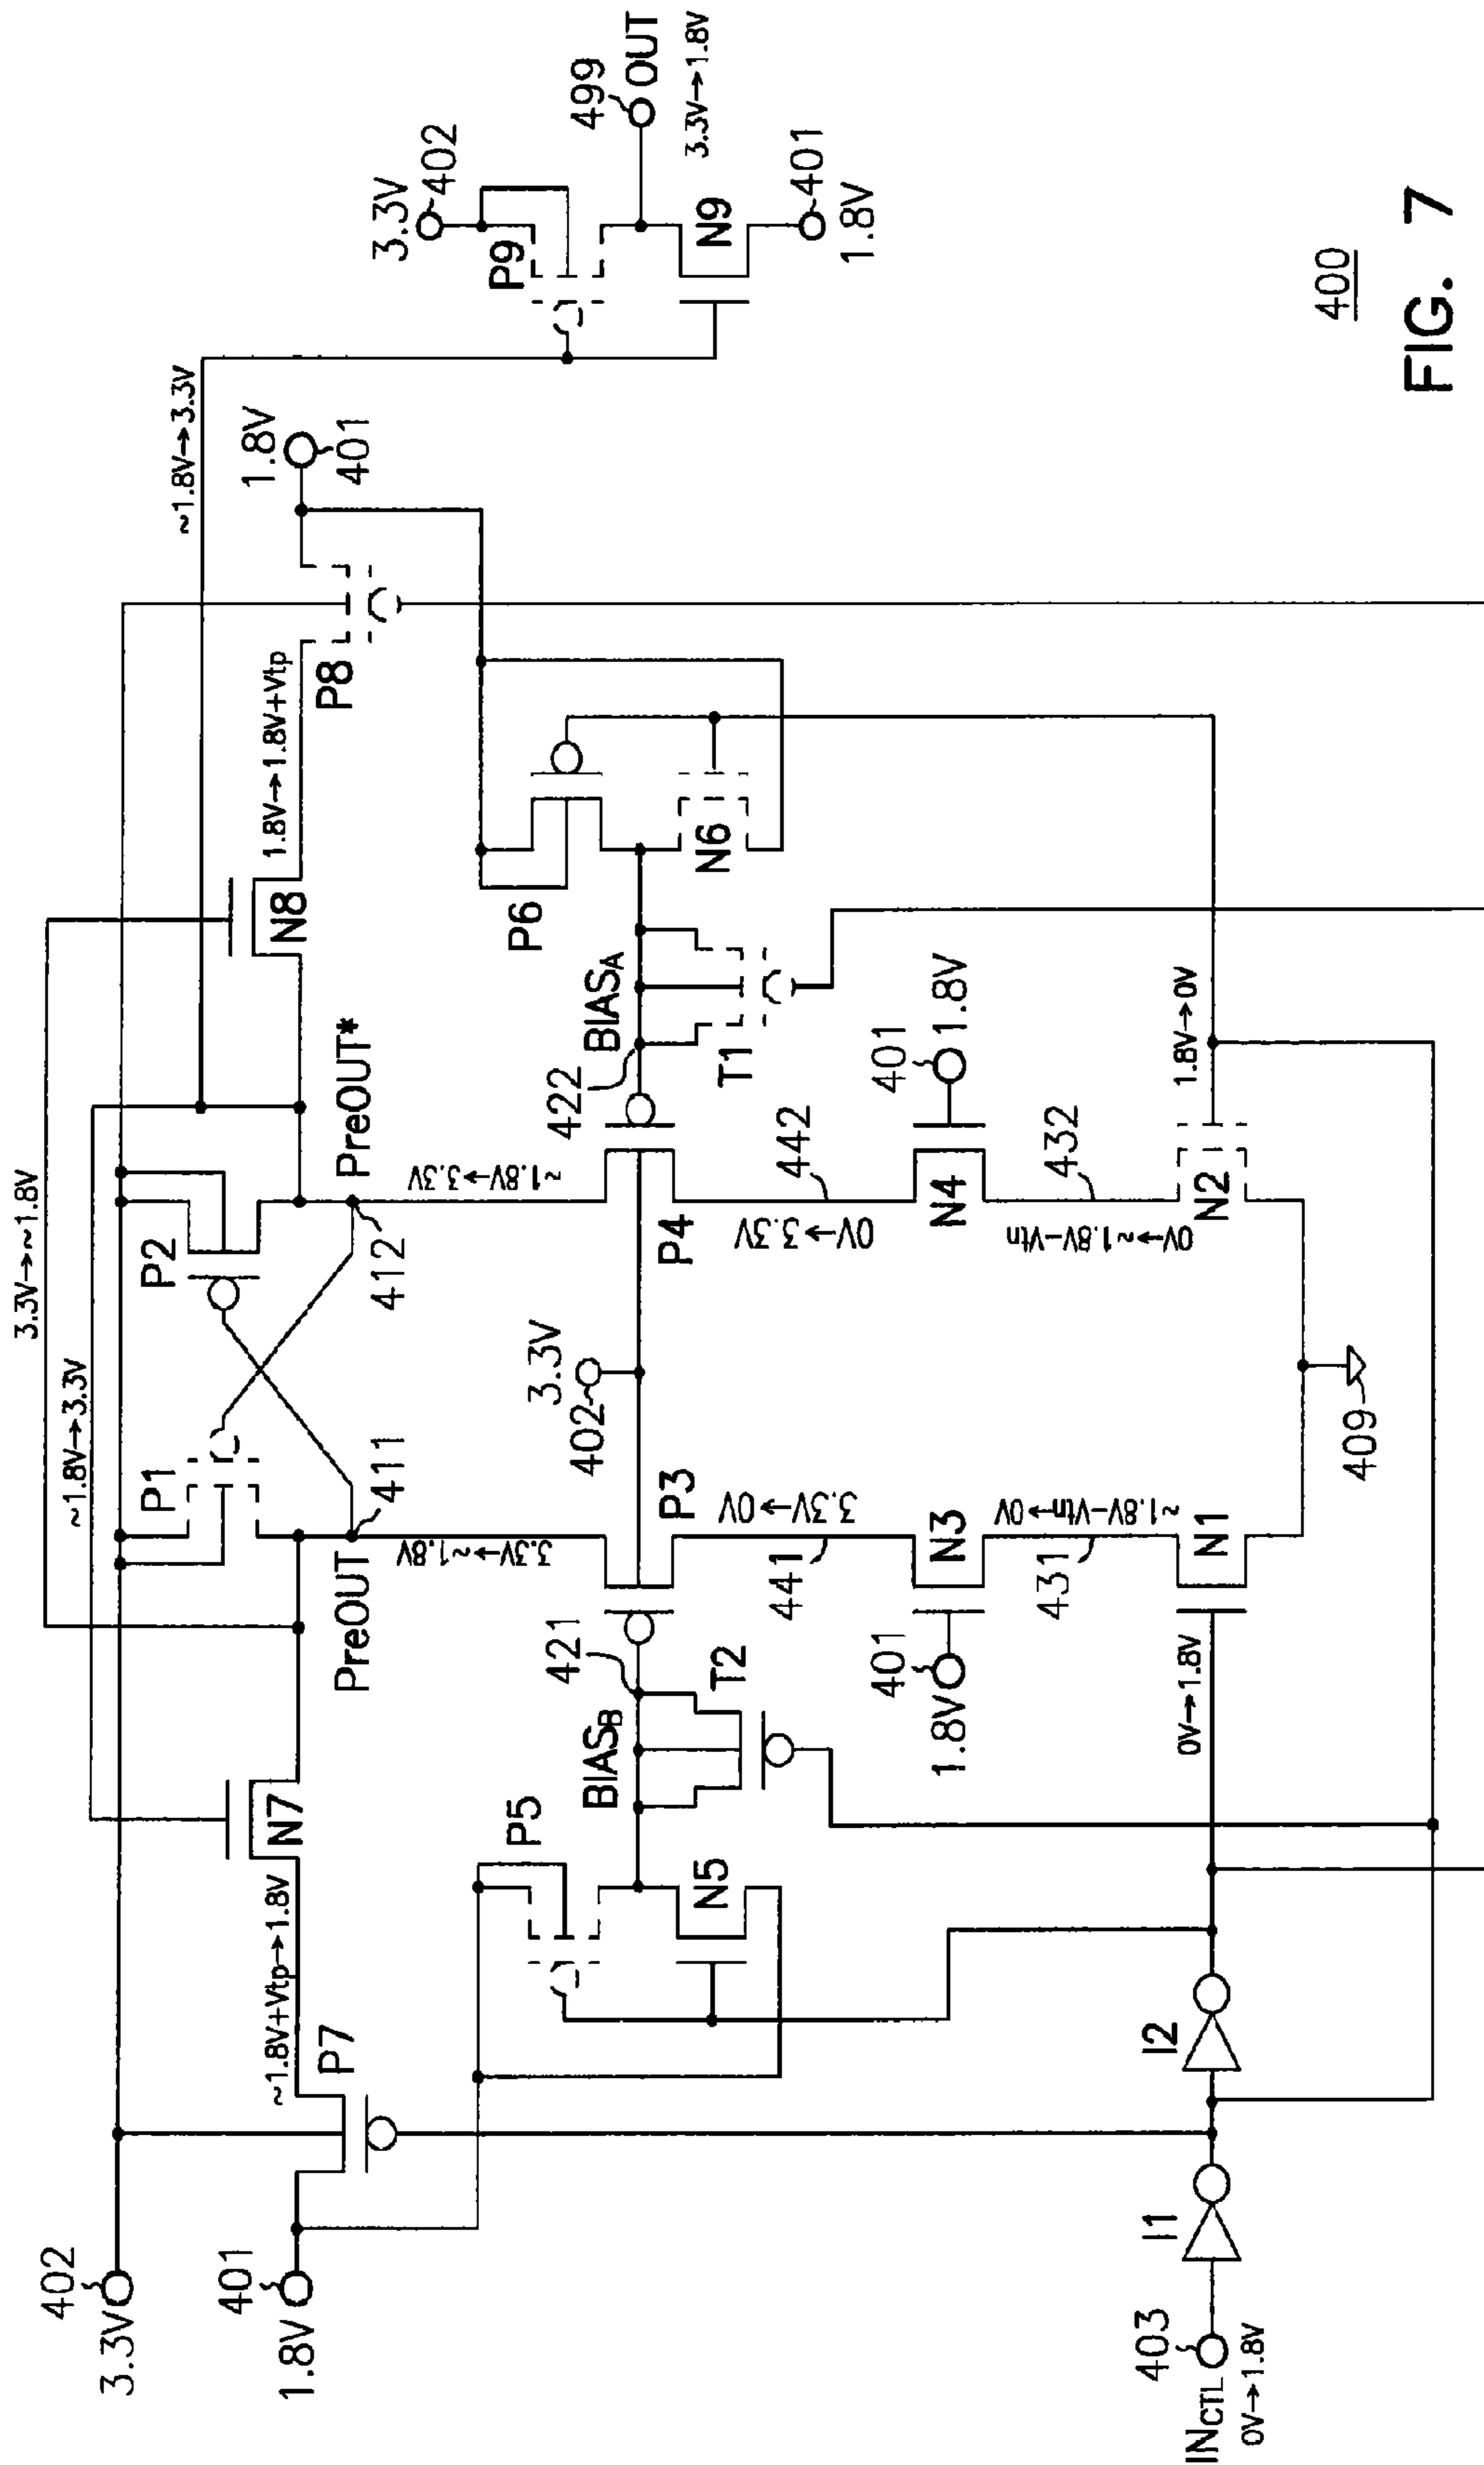 402
3.3V
401
1.8V
P7
~1.8V+Vtp→1.8V
N7
~1.8V→3.3V
3.3V→~1.8V
P1
P2
PreOUT
411
412
PreOUT*
N8
1.8V→1.8V+Vtp
P8
1.8V
401
~1.8V→3.3V
3.3V
402
P9
499
OUT
3.3V→1.8V
N9
401
1.8V
3.3V→~1.8V
≈1.8V→3.3V
P5
N5
BIASB
421
T2
P3
402
3.3V
P4
422
BIASA
T1
P6
N6
441
3.3V→0V
442
0V→3.3V
401
1.8V
N3
N4
401
1.8V
431
≈1.8V-Vtn→0V
432
0V→≈1.8V-Vtn
403
INCTL
0V→1.8V
I1
I2
0V→1.8V
N1
N2
1.8V→0V
409
400
FIG. 7